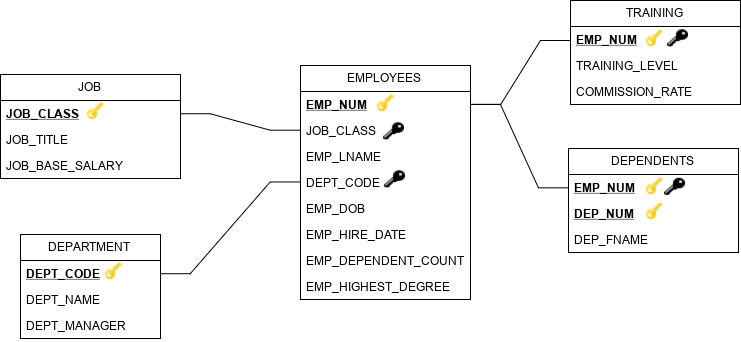 JOB
JOB_CLASS
JOB_TITLE
JOB_BASE_SALARY
DEPARTMENT
DEPT_CODE
DEPT_NAME
DEPT_MANAGER
EMPLOYEES
EMP_NUM
JOB_CLASS
EMP_LNAME
DEPT_CODE
EMP_DOB
EMP_HIRE_DATE
EMP_DEPENDENT_COUNT
EMP_HIGHEST_DEGREE
TRAINING
EMP_NUM
TRAINING_LEVEL
COMMISSION_RATE
DEPENDENTS
EMP_NUM
DEP_NUM
DEP_FNAME